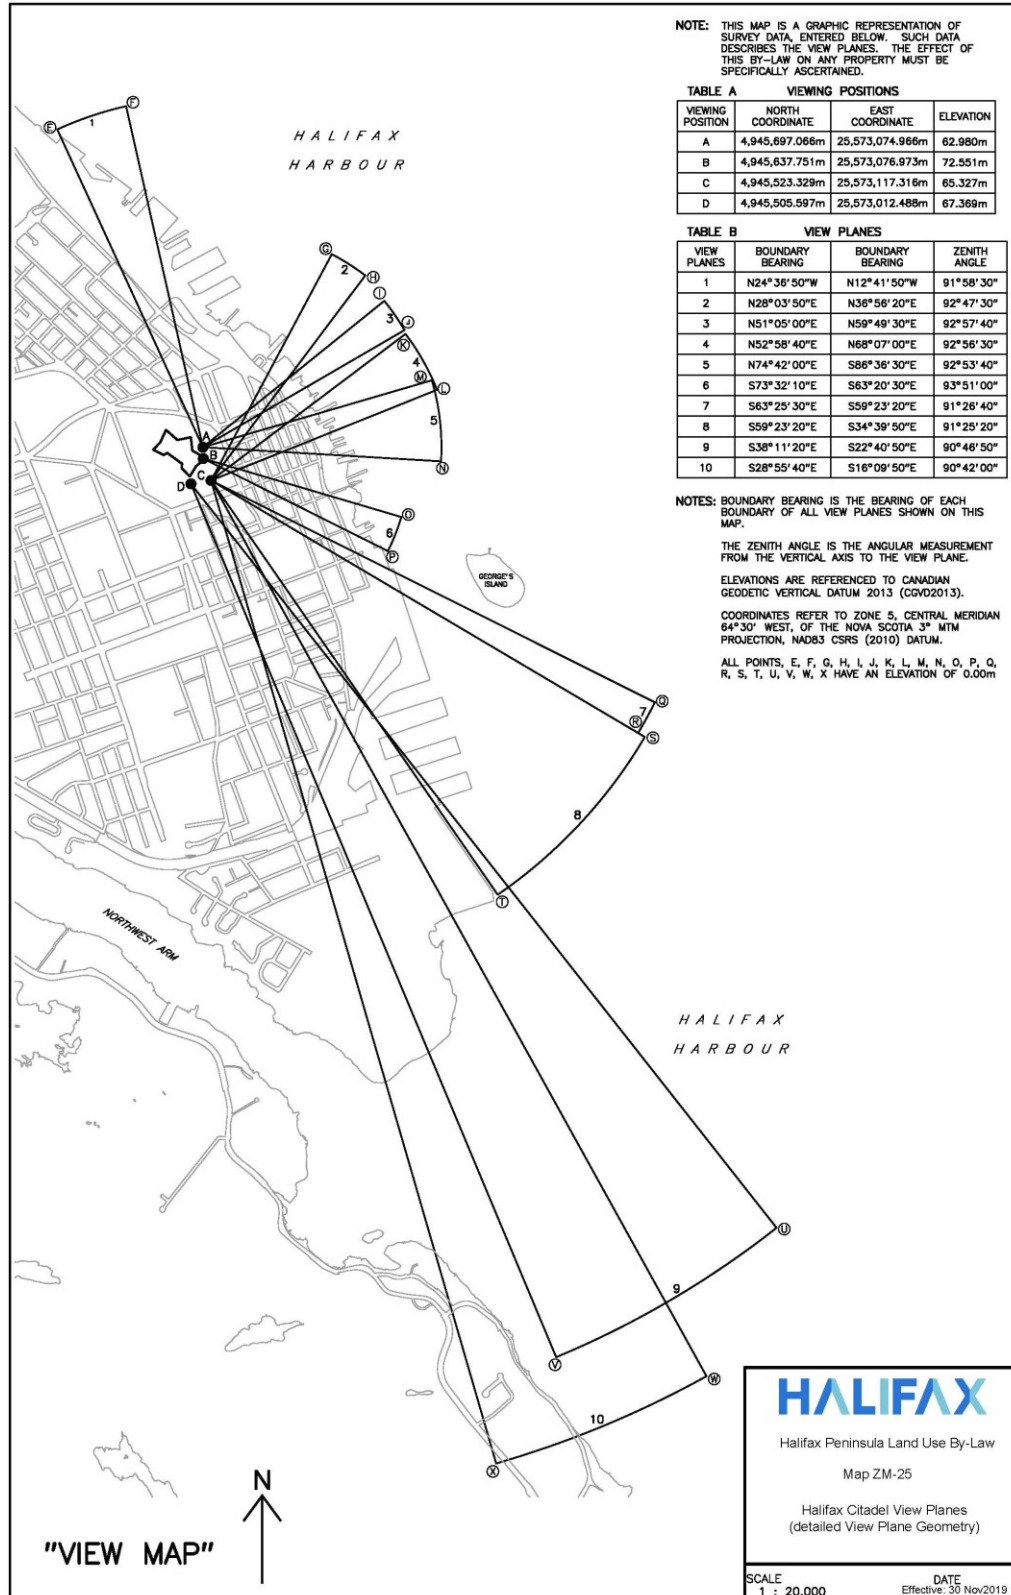 NOTE: THIS MAP IS A GRAPHIC REPRESENTATION OF
SURVEY DATA, ENTERED BELOW. SUCH DATA
DESCRIBES THE VIEW PLANES. THE EFFECT OF
THIS BY-LAW ON ANY PROPERTY MUST BE
SPECIFICALLY ASCERTAINED.
TABLE A VIEWING POSITIONS
VIEWING POSITION NORTH COORDINATE EAST COORDINATE ELEVATION
A 4,945,697.066m 25,573,074.966m 62.980m
B 4,945,637.751m 25,573,076.973m 72.551m
C 4,945,523.329m 25,573,117.316m 65.327m
D 4,945,505.597m 25,573,012.488m 67.369m
TABLE B VIEW PLANES
VIEW PLANES BOUNDARY BEARING BOUNDARY BEARING ZENITH ANGLE
1 N24°36'50"W N12°41'50"W 91°58'30"
2 N28°03'50"E N36°56'20"E 92°47'30"
3 N51°05'00"E N59°49'30"E 92°57'40"
4 N52°58'40"E N68°07'00"E 92°56'30"
5 N74°42'00"E S86°36'30"E 92°53'40"
6 S73°32'10"E S63°20'30"E 93°51'00"
7 S63°25'30"E S59°23'20"E 91°26'40"
8 S59°23'20"E S34°39'50"E 91°25'20"
9 S38°11'20"E S22°40'50"E 90°46'50"
10 S28°55'40"E S16°09'50"E 90°42'00"
NOTES: BOUNDARY BEARING IS THE BEARING OF EACH
BOUNDARY OF ALL VIEW PLANES SHOWN ON THIS
MAP.
THE ZENITH ANGLE IS THE ANGULAR MEASUREMENT
FROM THE VERTICAL AXIS TO THE VIEW PLANE.
ELEVATIONS ARE REFERENCED TO CANADIAN
GEODETIC VERTICAL DATUM 2013 (CGVD2013).
COORDINATES REFER TO ZONE 5, CENTRAL MERIDIAN
64°30' WEST, OF THE NOVA SCOTIA 3° MTM
PROJECTION, NAD83 CSRS (2010) DATUM.
ALL POINTS, E, F, G, H, I, J, K, L, M, N, O, P, Q,
R, S, T, U, V, W, X HAVE AN ELEVATION OF 0.00m
E
1
F
HALIFAX
HARBOUR
G
2
H
I
3
J
K
4
M
L
5
N
A
B
C
D
O
6
P
GEORGE'S
ISLAND
Q
7
R
S
8
T
NORTHWEST ARM
HALIFAX
HARBOUR
U
9
V
W
10
X
N
"VIEW MAP"
HALIFAX
Halifax Peninsula Land Use By-Law
Map ZM-25
Halifax Citadel View Planes
(detailed View Plane Geometry)
SCALE
1 : 20,000
DATE
Effective: 30 Nov2019